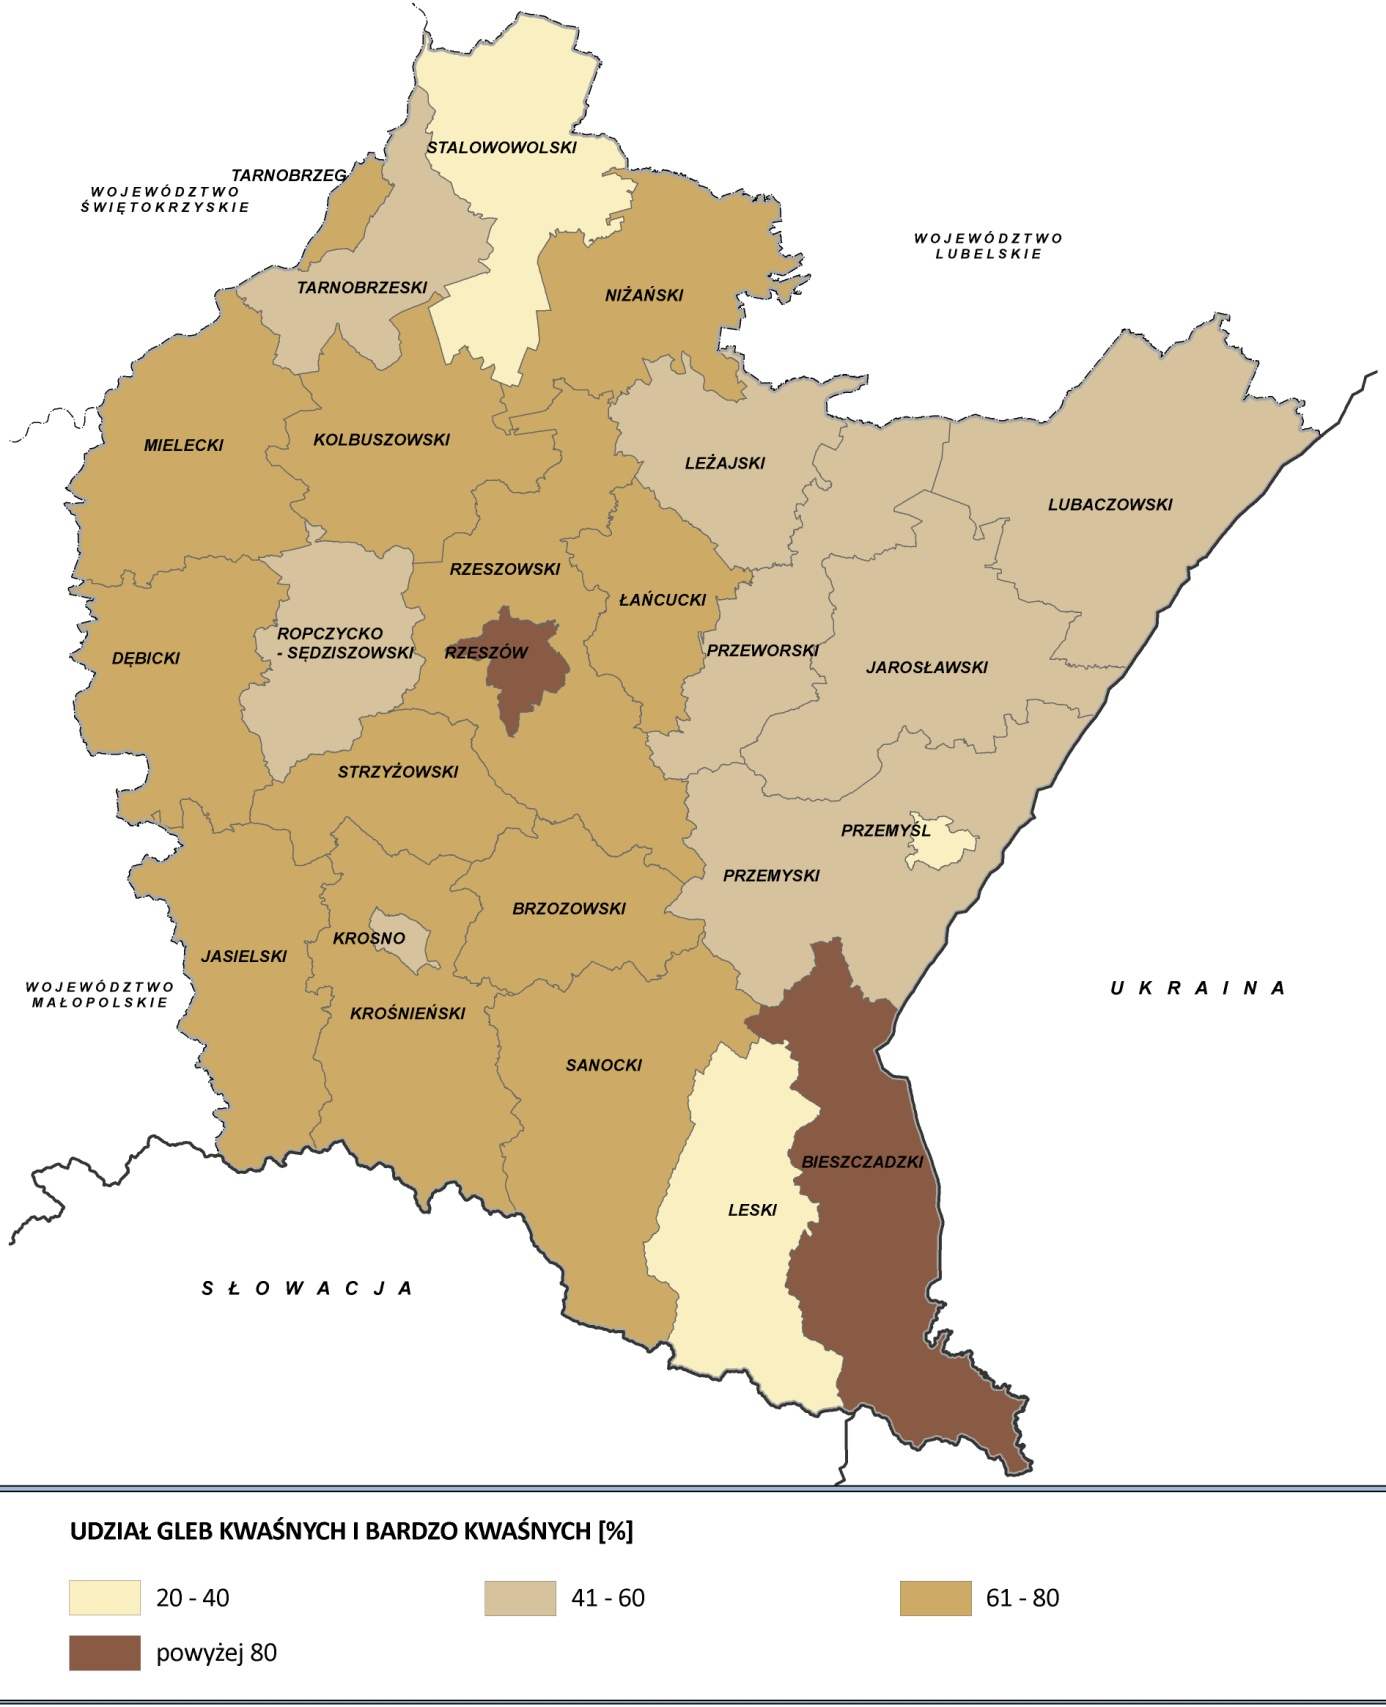 STALOWOWOLSKI
TARNOBRZEG
WOJEWÓDZTWO
ŚWIĘTOKRZYSKIE
WOJEWÓDZTWO
LUBELSKIE
TARNOBRZESKI
NIŻAŃSKI
MIELECKI
KOLBUSZOWSKI
LEŻAJSKI
LUBACZOWSKI
RZESZOWSKI
ŁAŃCUCKI
ROPCZYCKO
- SĘDZISZOWSKI
RZESZÓW
PRZEWORSKI
DĘBICKI
JAROSŁAWSKI
STRZYŻOWSKI
PRZEMYŚL
PRZEMYSKI
BRZOZOWSKI
KROSNO
JASIELSKI
WOJEWÓDZTWO
MAŁOPOLSKIE
UKRAINA
KROŚNIEŃSKI
SANOCKI
BIESZCZADZKI
LESKI
SŁOWACJA
UDZIAŁ GLEB KWAŚNYCH I BARDZO KWAŚNYCH [%]
20 - 40
41 - 60
61 - 80
powyżej 80